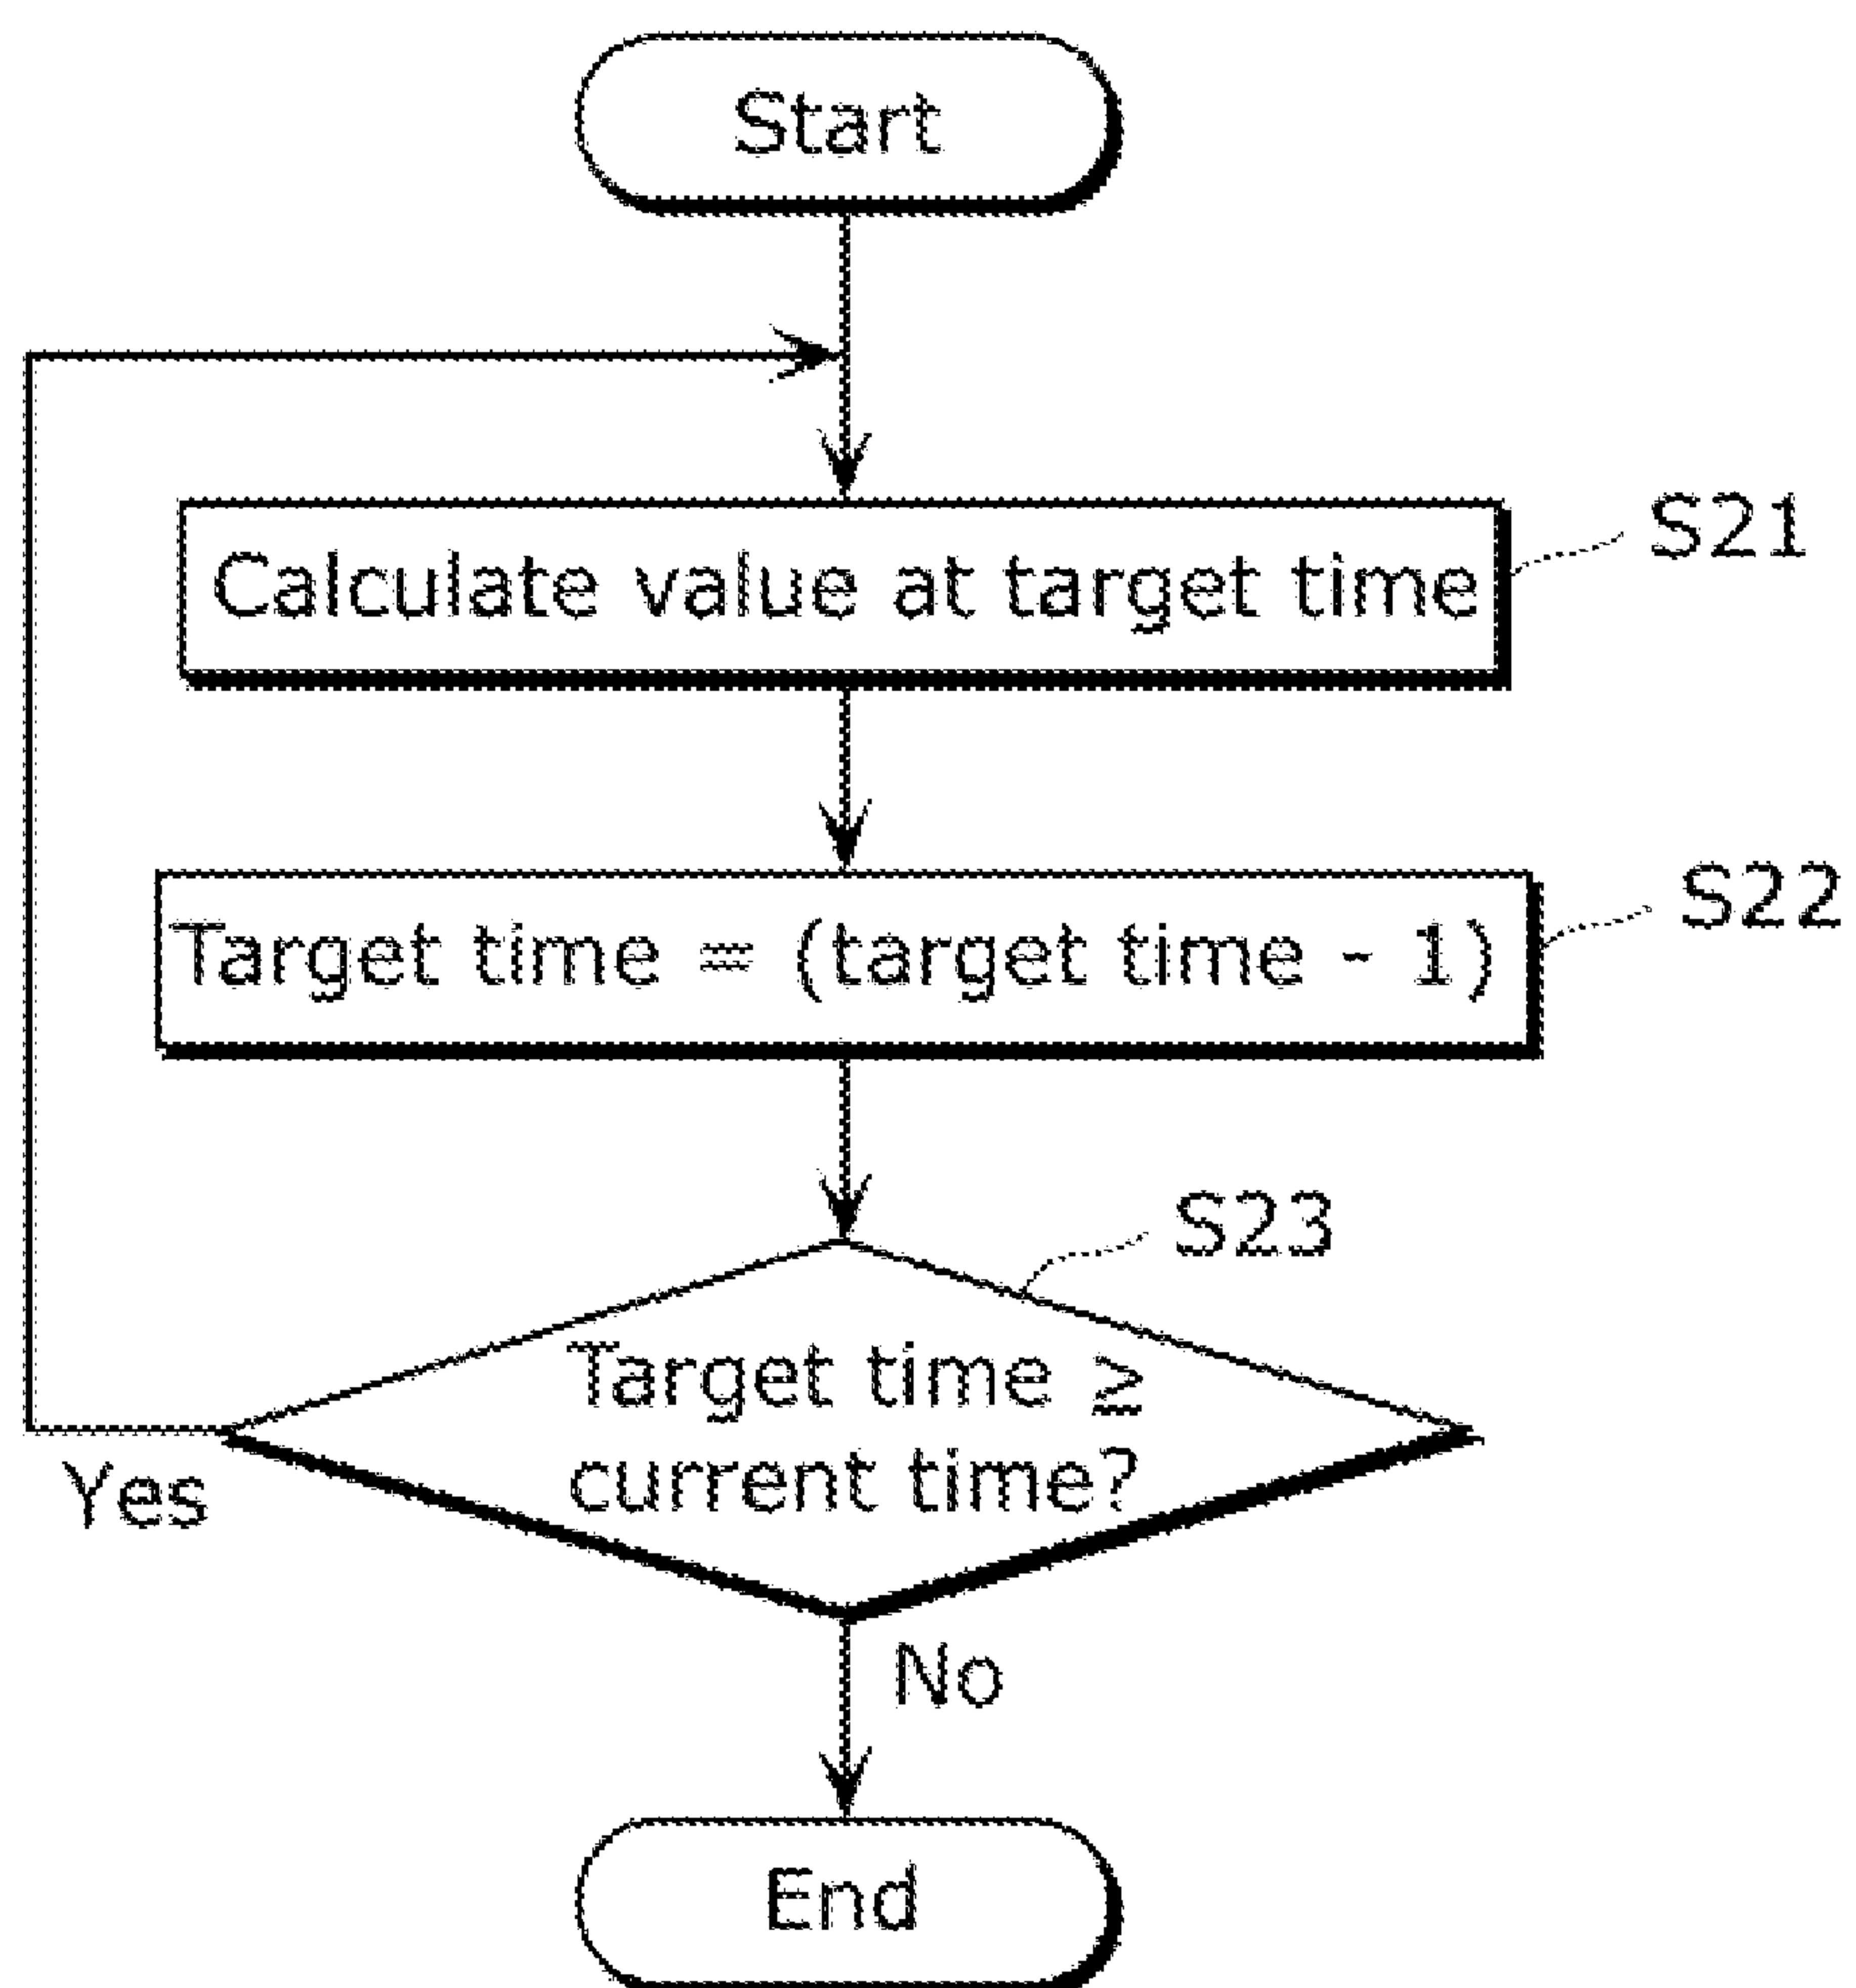 Start
Calculate value at target time
S21
Target time = (target time - 1)
S22
S23
Target time ≥
current time?
Yes
No
End